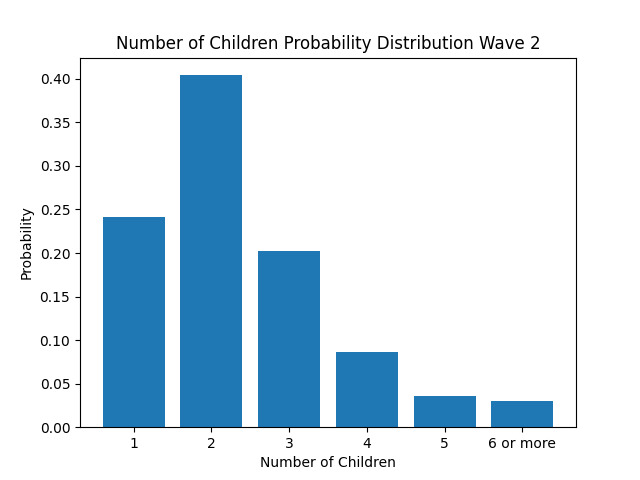 Number of Children Probability Distribution Wave 2
0.40
0.35
0.30
0.25
0.20
0.15
0.10
0.05
0.00
Probability
1 2 3 4 5 6 or more
Number of Children